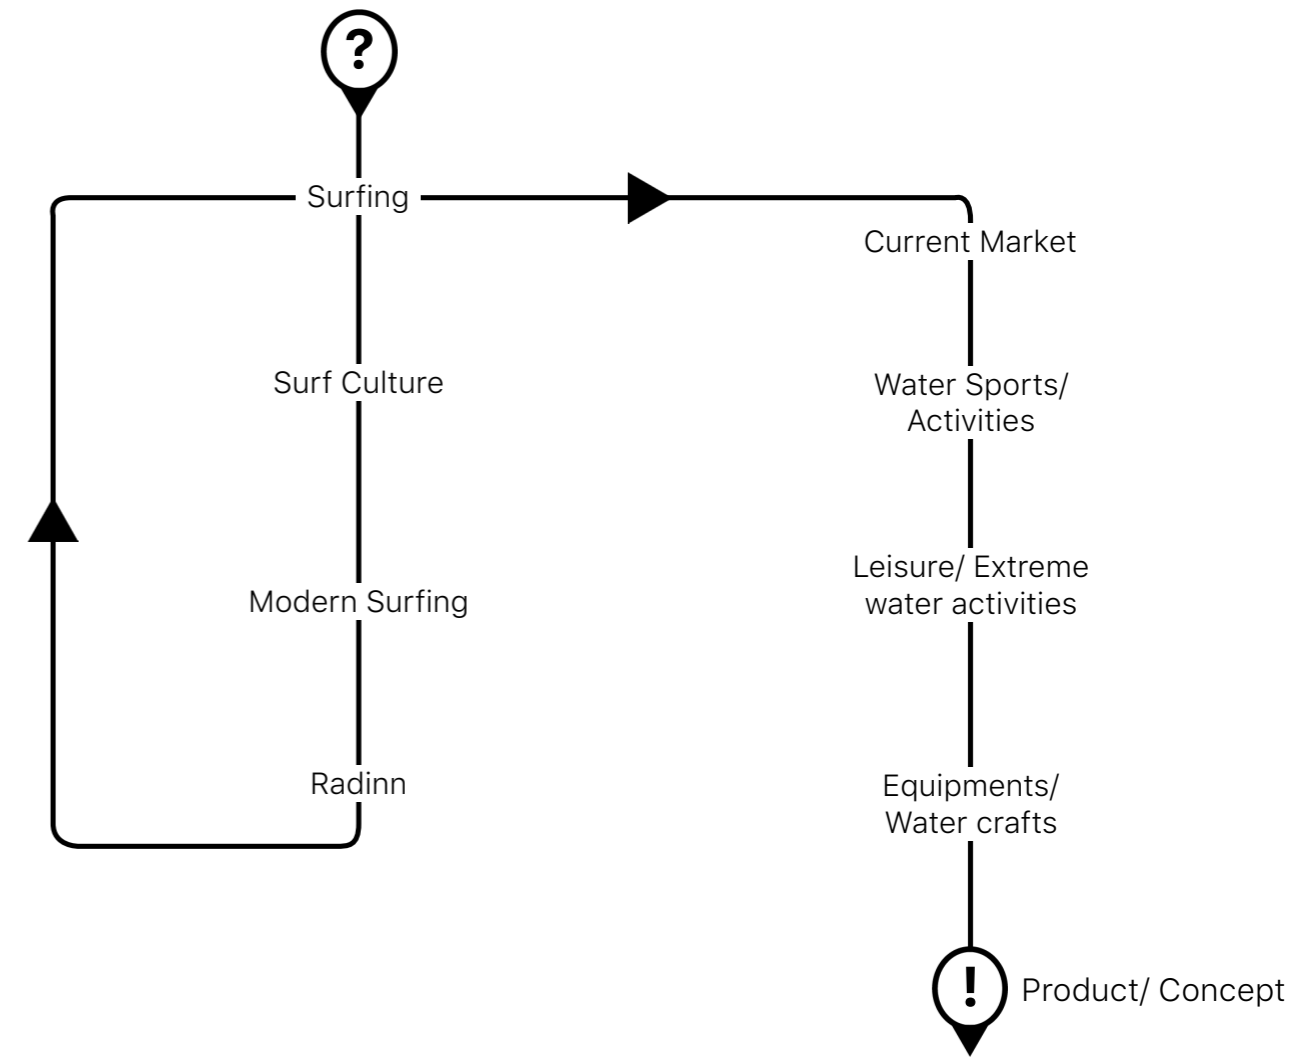 ?
Surfing
Surf Culture
Modern Surfing
Radinn
Current Market
Water Sports/
Activities
Leisure/ Extreme
water activities
Equipments/
Water crafts
!
Product/ Concept